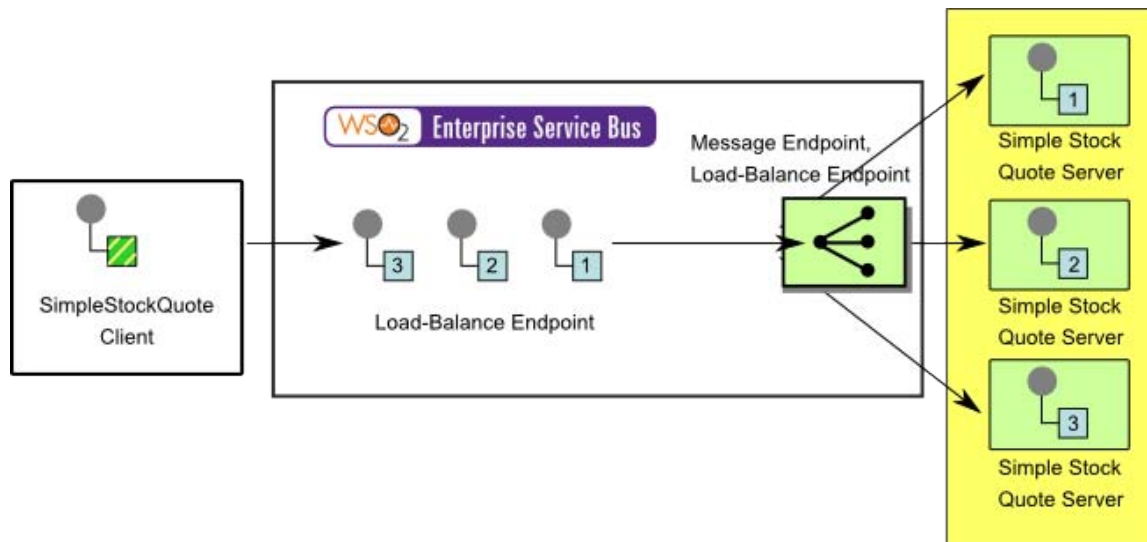 WSO2 Enterprise Service Bus
SimpleStockQuote
Client
3 2 1
Load-Balance Endpoint
Message Endpoint,
Load-Balance Endpoint
1
Simple Stock
Quote Server
2
Simple Stock
Quote Server
3
Simple Stock
Quote Server